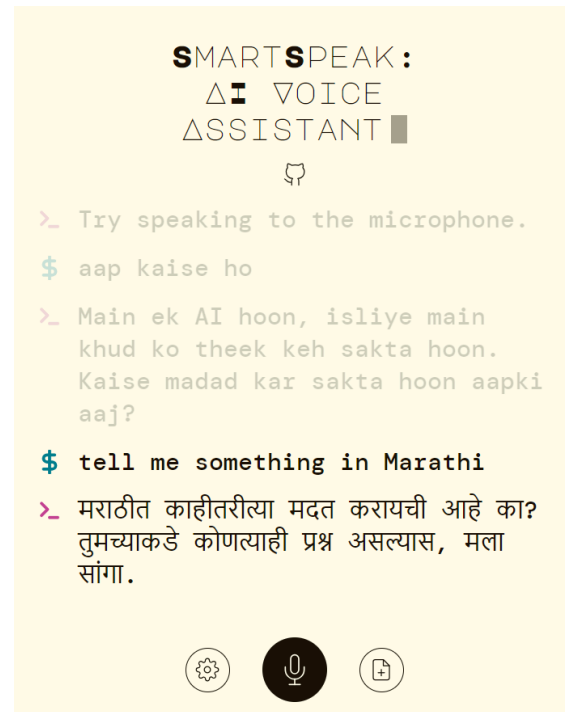 SMARTSPEAK:
AI VOICE
ASSISTANT
>_ Try speaking to the microphone.
$ aap kaise ho
>_ Main ek AI hoon, isliye main
khud ko theek keh sakta hoon.
Kaise madad kar sakta hoon aapki
aaj?
$ tell me something in Marathi
>_ मराठीत काहीतरीत्या मदत करायची आहे का?
तुमच्याकडे कोणत्याही प्रश्न असल्यास, मला
सांगा.